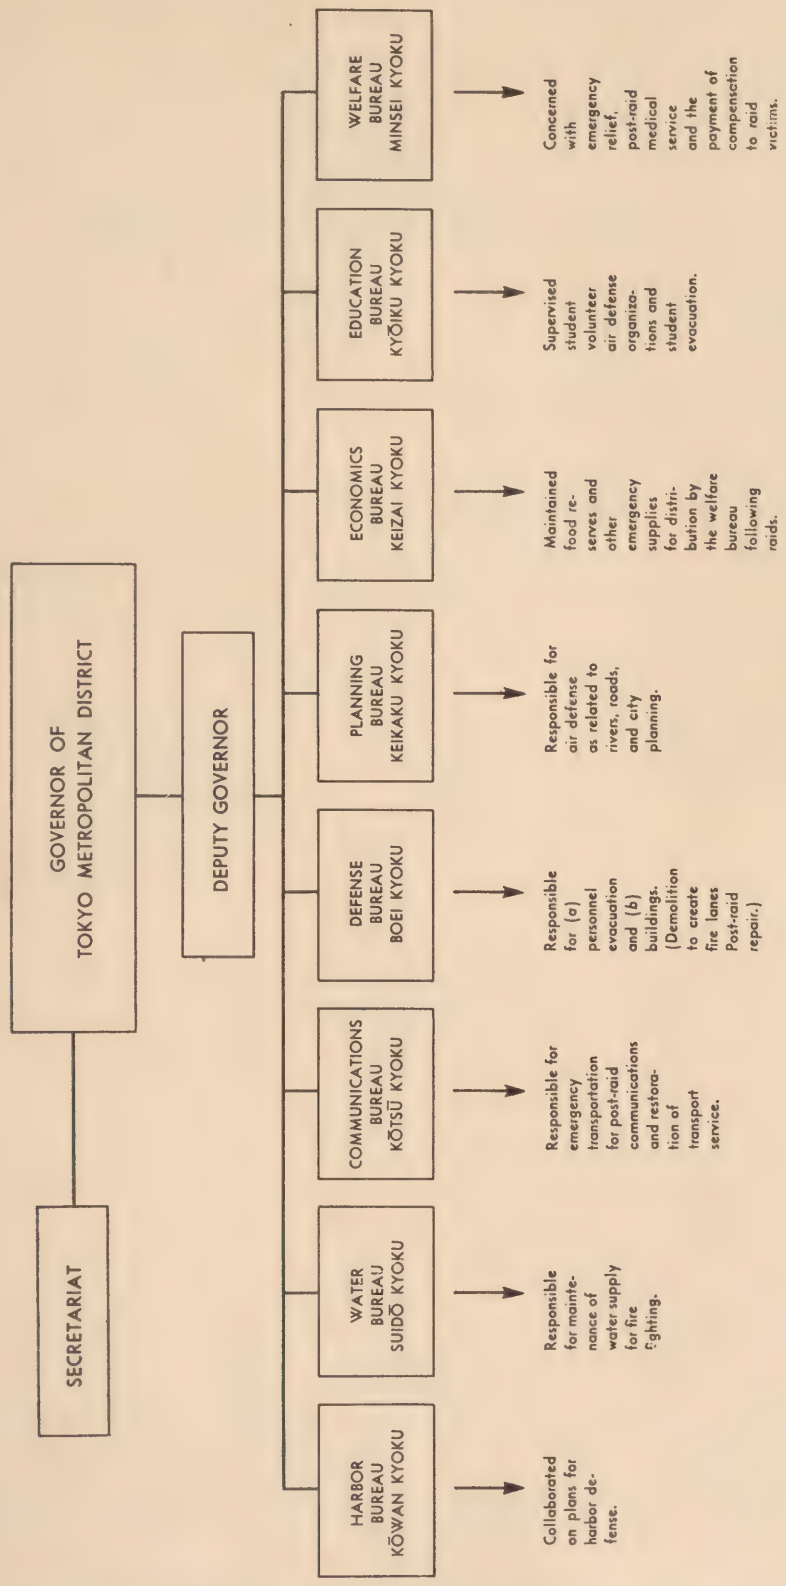 GOVERNOR OF
TOKYO METROPOLITAN DISTRICT
SECRETARIAT
DEPUTY GOVERNOR
HARBOR
BUREAU
KŌWAN KYOKU
WATER
BUREAU
SUIDŌ KYOKU
COMMUNICATIONS
BUREAU
KŌTSŪ KYOKU
DEFENSE
BUREAU
BOEI KYOKU
PLANNING
BUREAU
KEIKAKU KYOKU
ECONOMICS
BUREAU
KEIZAI KYOKU
EDUCATION
BUREAU
KYŌIKU KYOKU
WELFARE
BUREAU
MINSEI KYOKU
Collaborated
on plans for
harbor de-
fense.
Responsible
for mainte-
nance of
water supply
for fire
fighting.
Responsible for
emergency
transportation
for post-raid
communications
and restora-
tion of
transport
service.
Responsible
for (a)
personnel
evacuation
and (b)
buildings.
(Demolition
to create
fire lanes
Post-raid
repair.)
Responsible for
air defense
as related to
rivers, roads,
and city
planning.
Maintained
food re-
serves and
other
emergency
supplies
for distri-
bution by
the welfare
bureau
following
raids.
Supervised
student
volunteer
air defense
organiza-
tions and
student
evacuation.
Concerned
with
emergency
relief,
post-raid
medical
service
and the
payment of
compensation
to raid
victims.